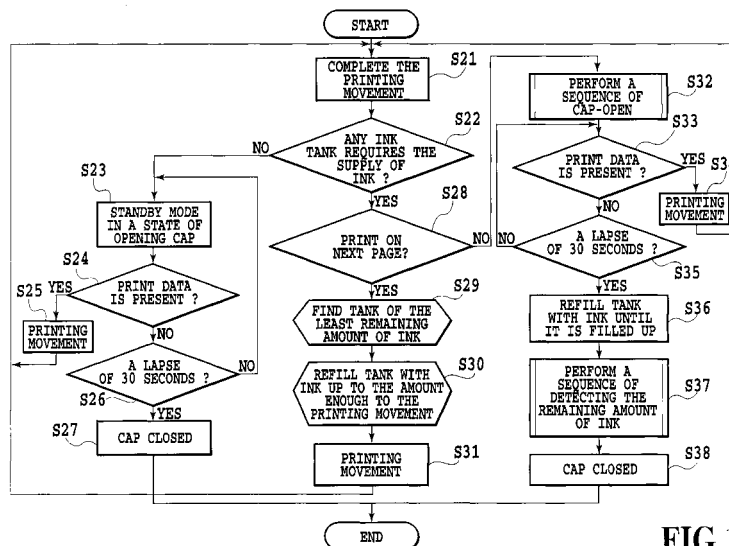 START
COMPLETE THE
PRINTING
MOVEMENT
S21
ANY INK
TANK REQUIRES THE
SUPPLY OF
INK ?
S22
NO
YES
S23
STANDBY MODE
IN A STATE OF
OPENING CAP
S24
PRINT DATA
IS PRESENT ?
YES
NO
S25
PRINTING
MOVEMENT
A LAPSE
OF 30 SECONDS ?
S26
NO
YES
S27
CAP CLOSED
S28
PRINT ON
NEXT PAGE?
NO
YES
S29
FIND TANK OF THE
LEAST REMAINING
AMOUNT OF INK
S30
REFILL TANK WITH
INK UP TO THE AMOUNT
ENOUGH TO THE
PRINTING MOVEMENT
S31
PRINTING
MOVEMENT
S32
PERFORM A
SEQUENCE OF
CAP-OPEN
S33
PRINT DATA
IS PRESENT ?
YES
NO
PRINTING
MOVEMENT
A LAPSE
OF 30 SECONDS ?
S35
NO
YES
S36
REFILL TANK
WITH INK UNTIL
IT IS FILLED UP
S37
PERFORM A
SEQUENCE OF
DETECTING THE
REMAINING AMOUNT
OF INK
S38
CAP CLOSED
END
FIG